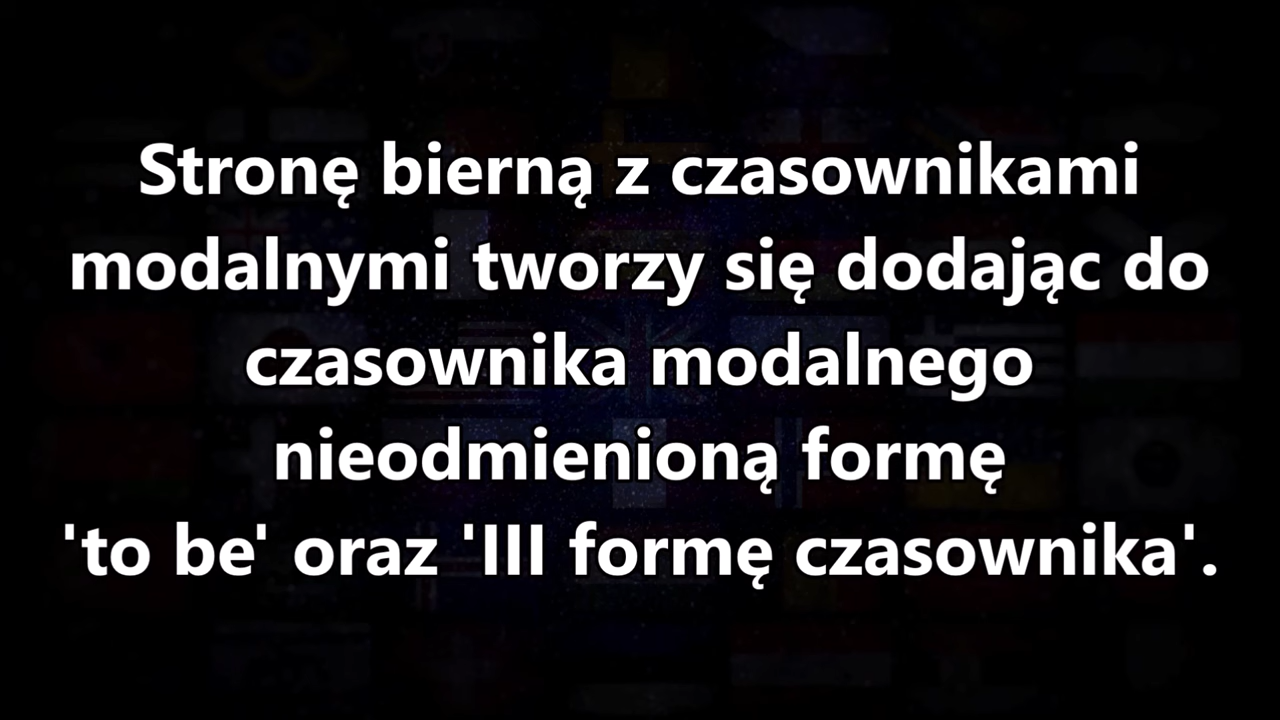 Stronę bierną z czasownikami
modalnymi tworzy się dodając do
czasownika modalnego
nieodmienioną formę
'to be' oraz 'III formę czasownika'.